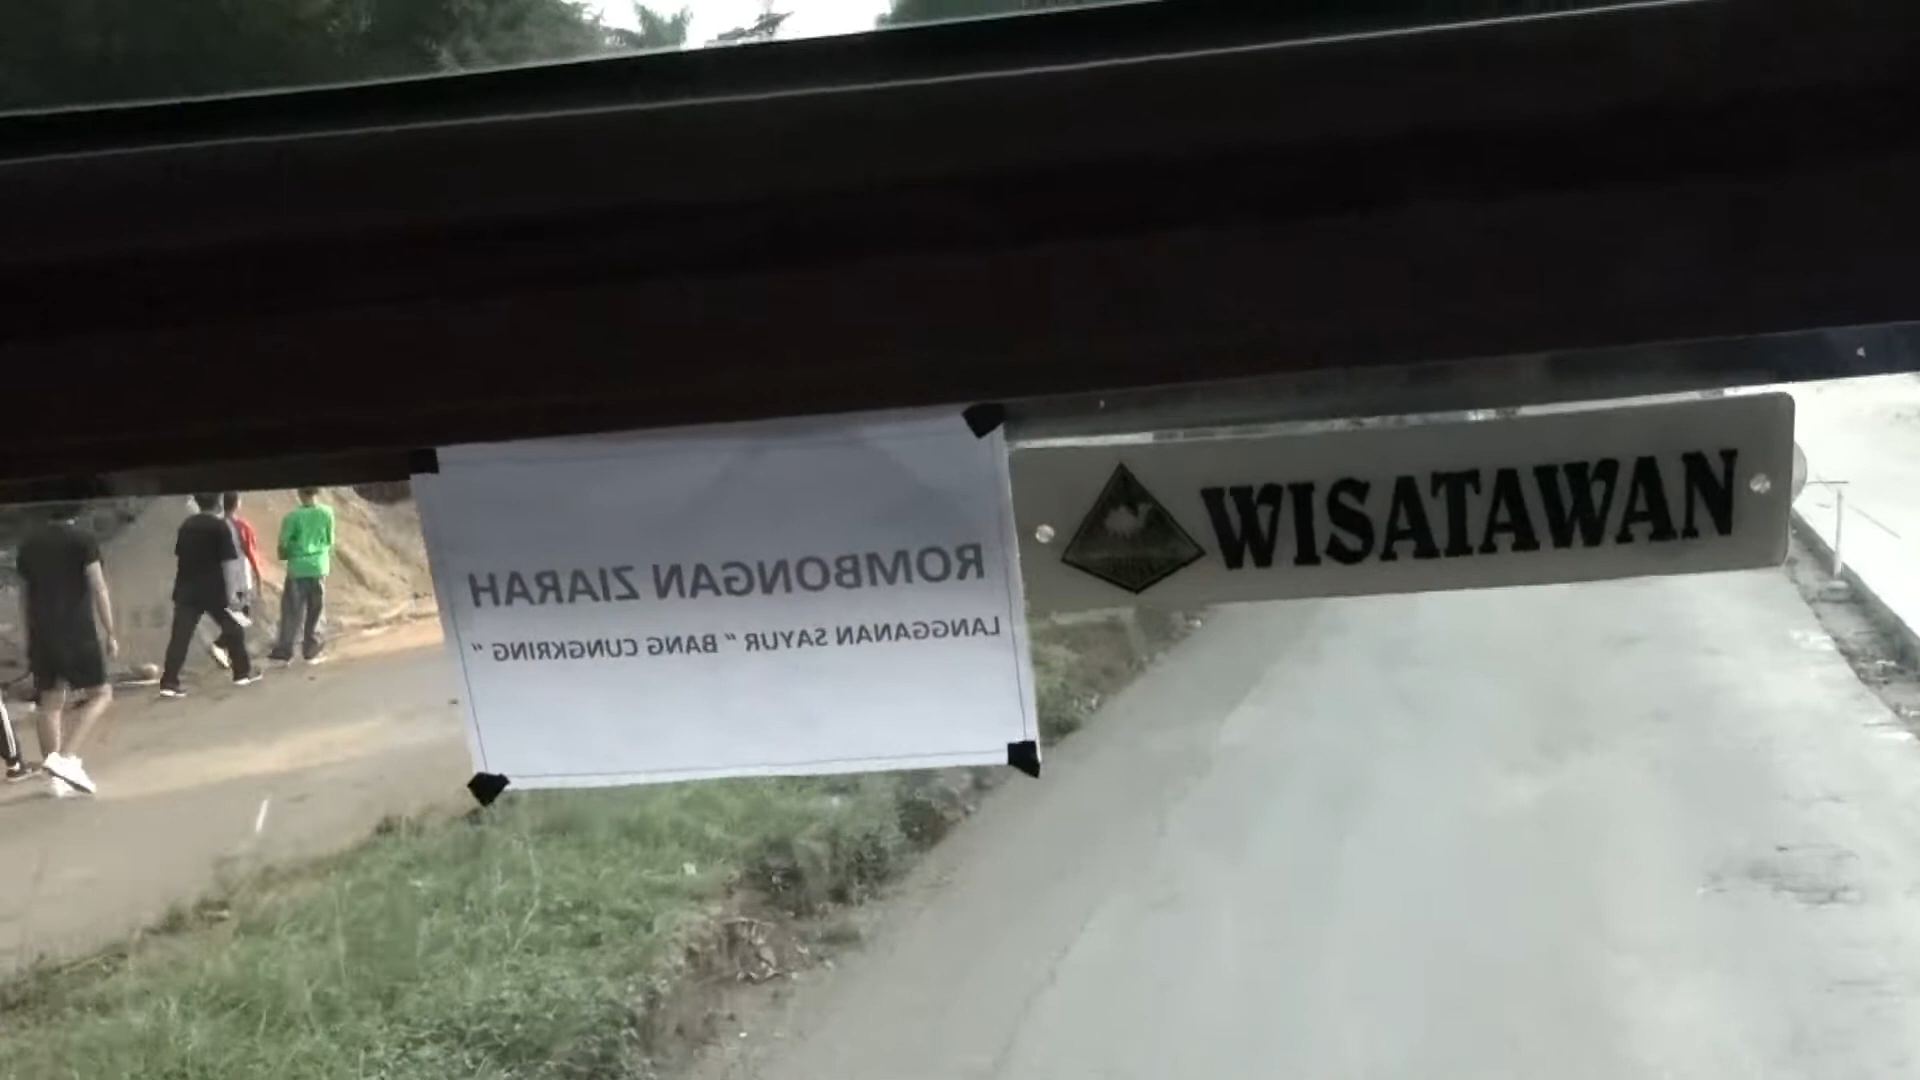 ROMBONGAN ZIARAH
LANGGANAN SAYUR " BANG CUNGKRING "
WISATAWAN